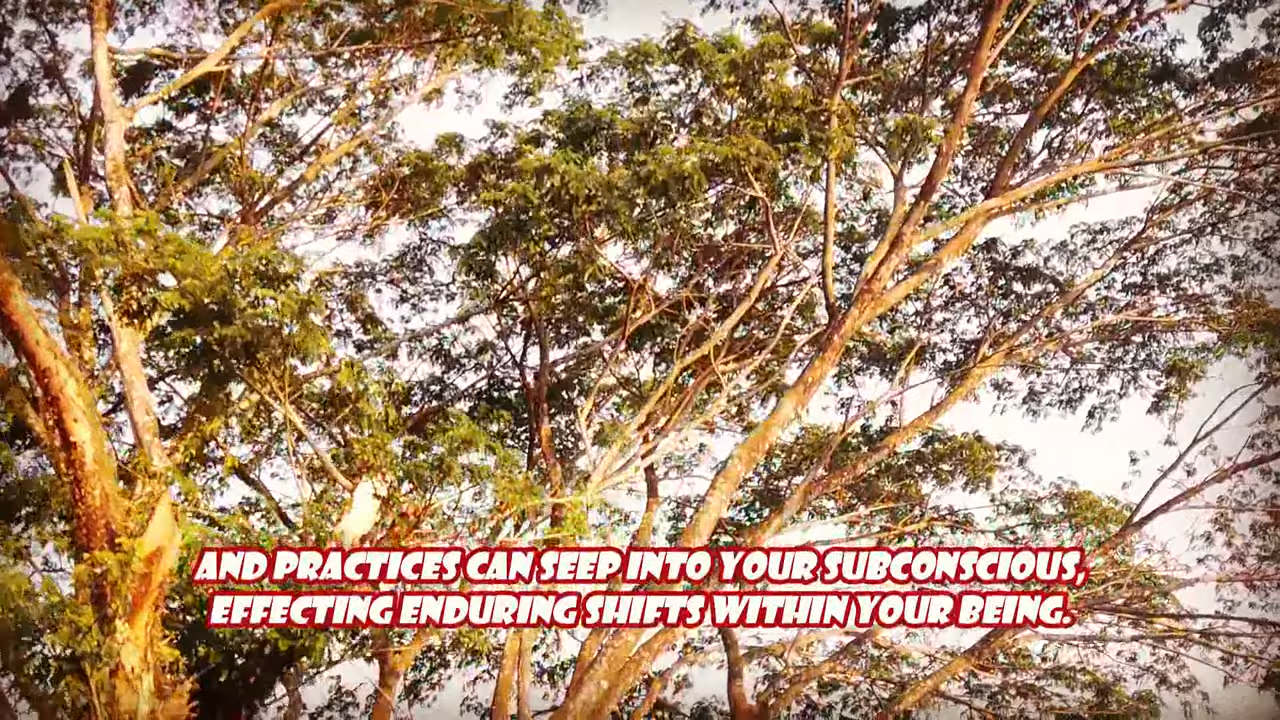 AND PRACTICES CAN SEEP INTO YOUR SUBCONSCIOUS,
EFFECTING ENDURING SHIFTS WITHIN YOUR BEING.